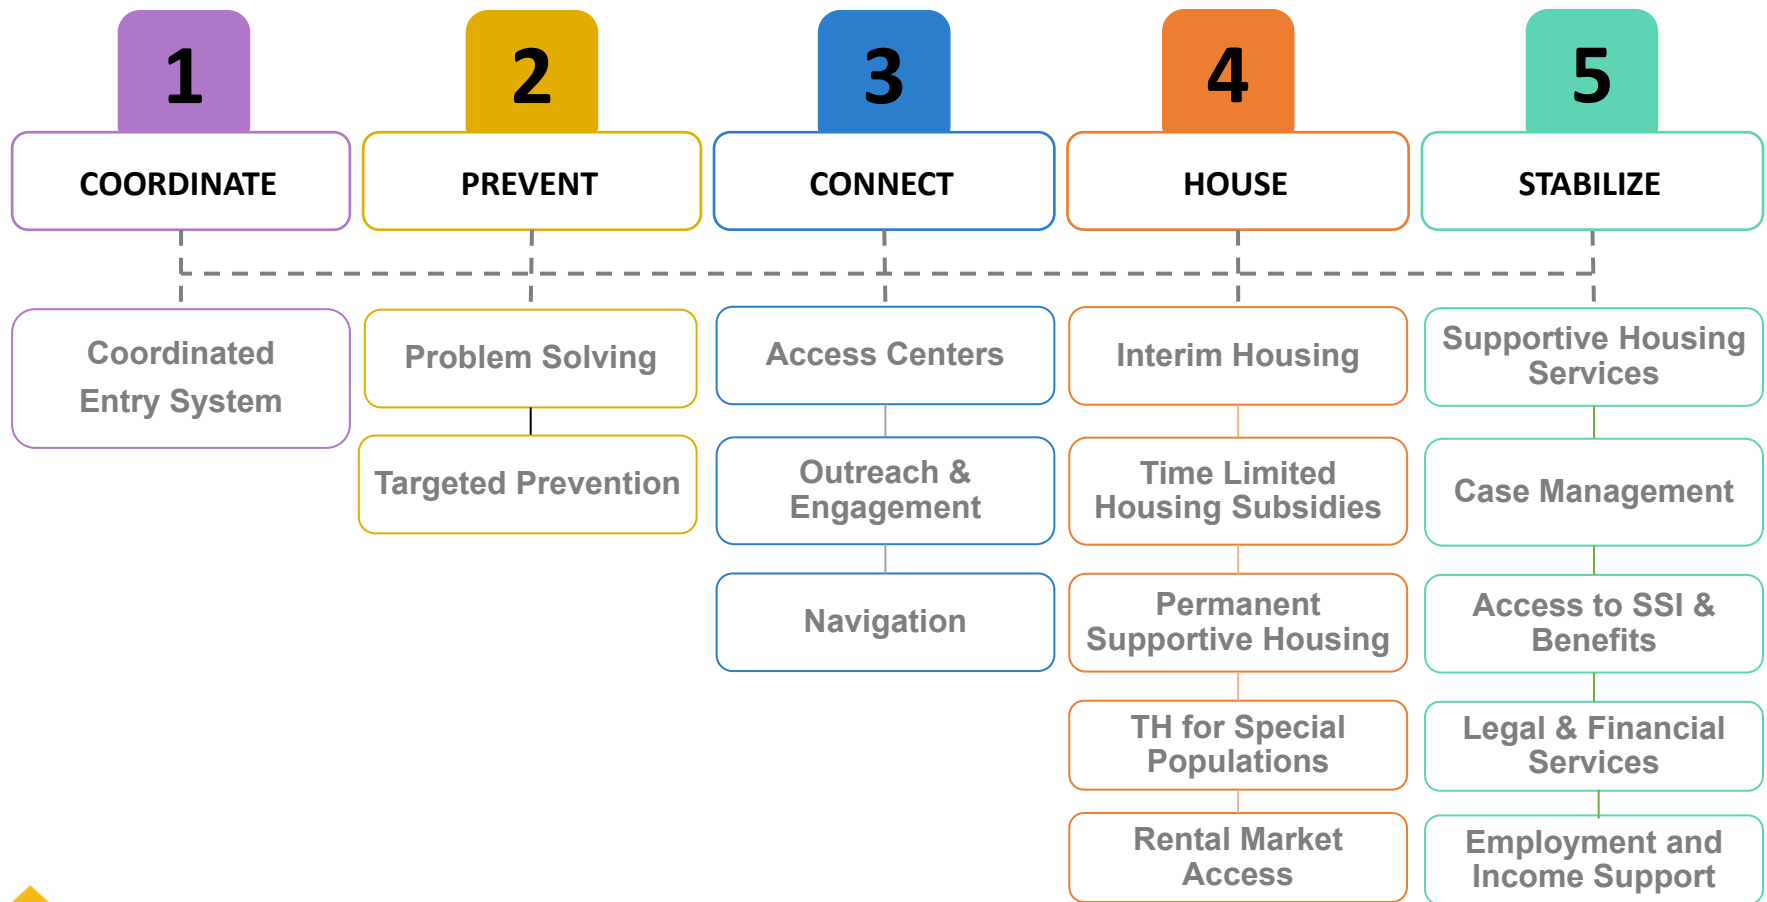 1
COORDINATE
Coordinated
Entry System
2
PREVENT
Problem Solving
Targeted Prevention
3
CONNECT
Access Centers
Outreach &
Engagement
Navigation
4
HOUSE
Interim Housing
Time Limited
Housing Subsidies
Permanent
Supportive Housing
TH for Special
Populations
Rental Market
Access
5
STABILIZE
Supportive Housing
Services
Case Management
Access to SSI &
Benefits
Legal & Financial
Services
Employment and
Income Support